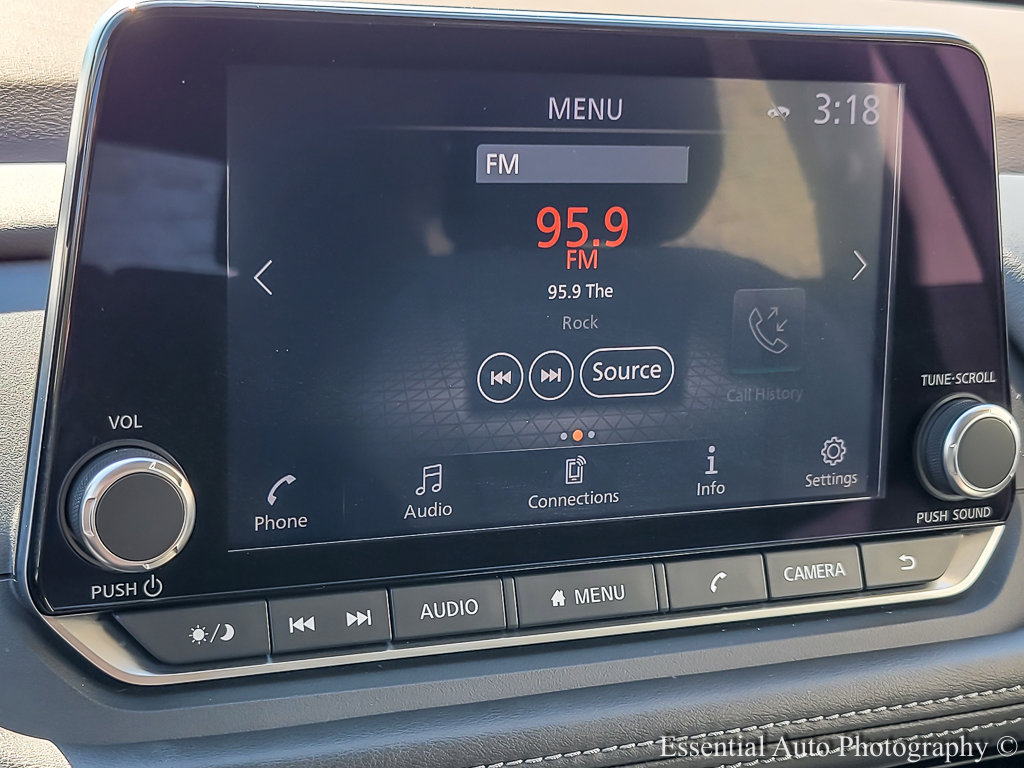 MENU
3:18
FM
95.9
FM
95.9 The
Rock
Source
Call History
TUNE·SCROLL
VOL
Phone
Audio
Connections
Info
Settings
PUSH SOUND
PUSH
AUDIO
MENU
CAMERA
Essential Auto Photography ©